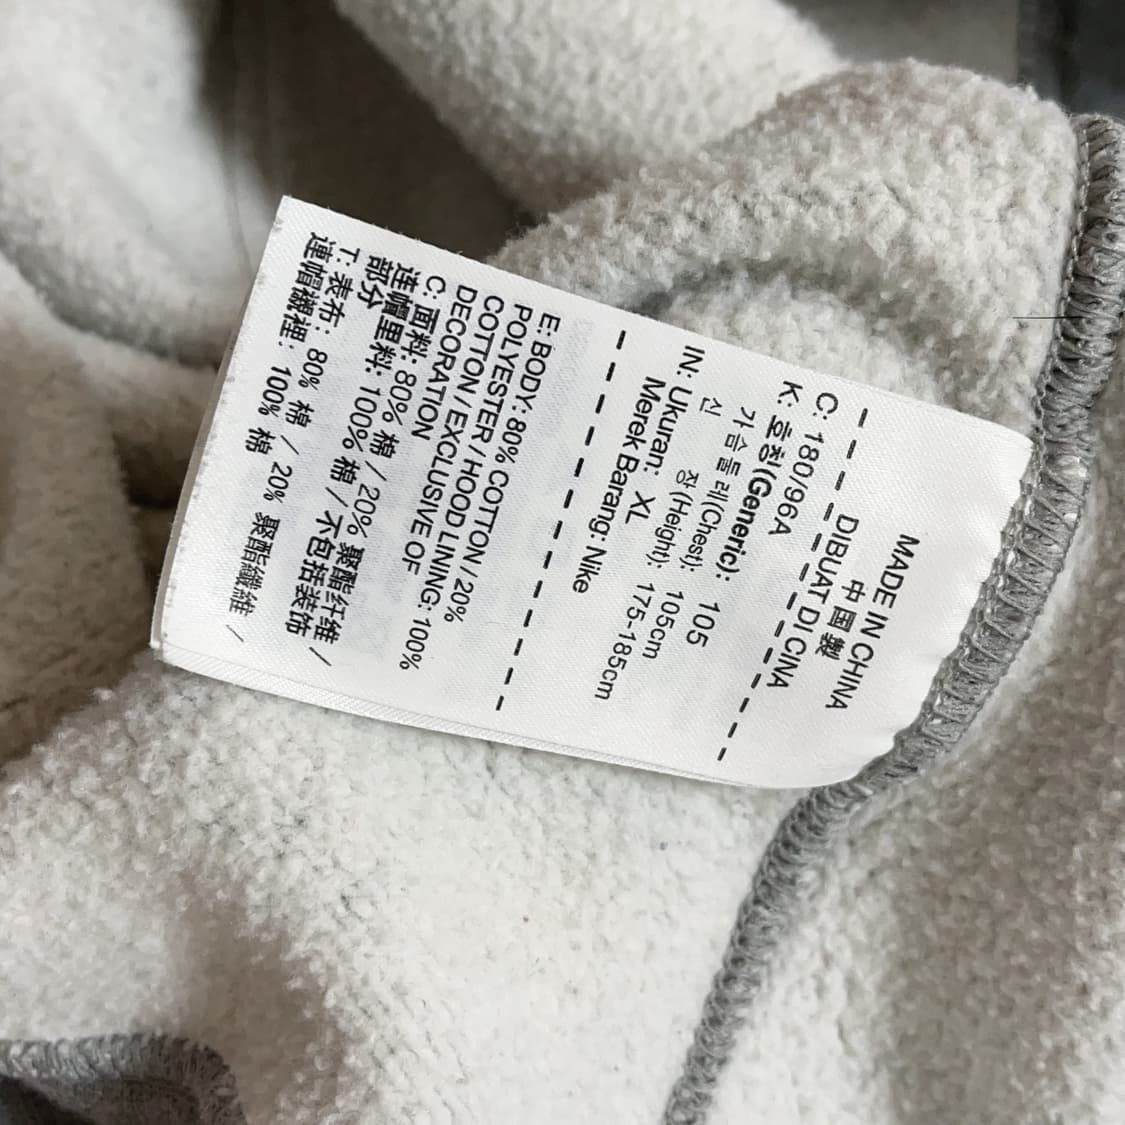 MADE IN CHINA
中國製
DIBUAT DI CINA
C: 180/96A
K: 호칭(Generic): 105
가슴둘레(Chest): 105cm
신 장(Height): 175-185cm
IN: Ukuran: XL
Merek Barang: Nike
E: BODY: 80% COTTON / 20%
POLYESTER / HOOD LINING: 100%
COTTON / EXCLUSIVE OF
DECORATION
C: 面料: 80% 棉 / 20% 聚酯纤维 /
连帽里料: 100% 棉 / 不包括装饰
部分
T: 表布: 80% 棉 / 20% 聚酯纖維 /
連帽襯裡: 100% 棉